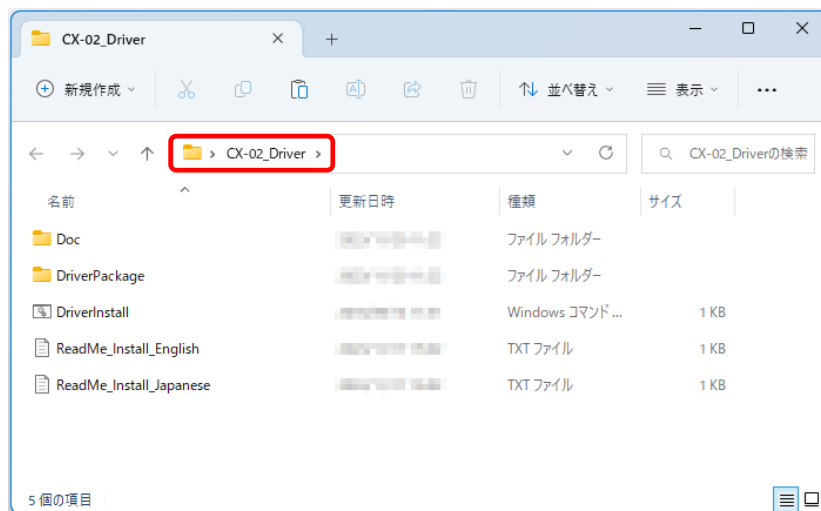 CX-02_Driver
新規作成 並べ替え 表示
CX-02_Driver CX-02_Driverの検索
名前 更新日時 種類 サイズ
Doc ファイル フォルダー
DriverPackage ファイル フォルダー
DriverInstall Windows コマンド ... 1 KB
ReadMe_Install_English TXT ファイル 1 KB
ReadMe_Install_Japanese TXT ファイル 1 KB
5 個の項目